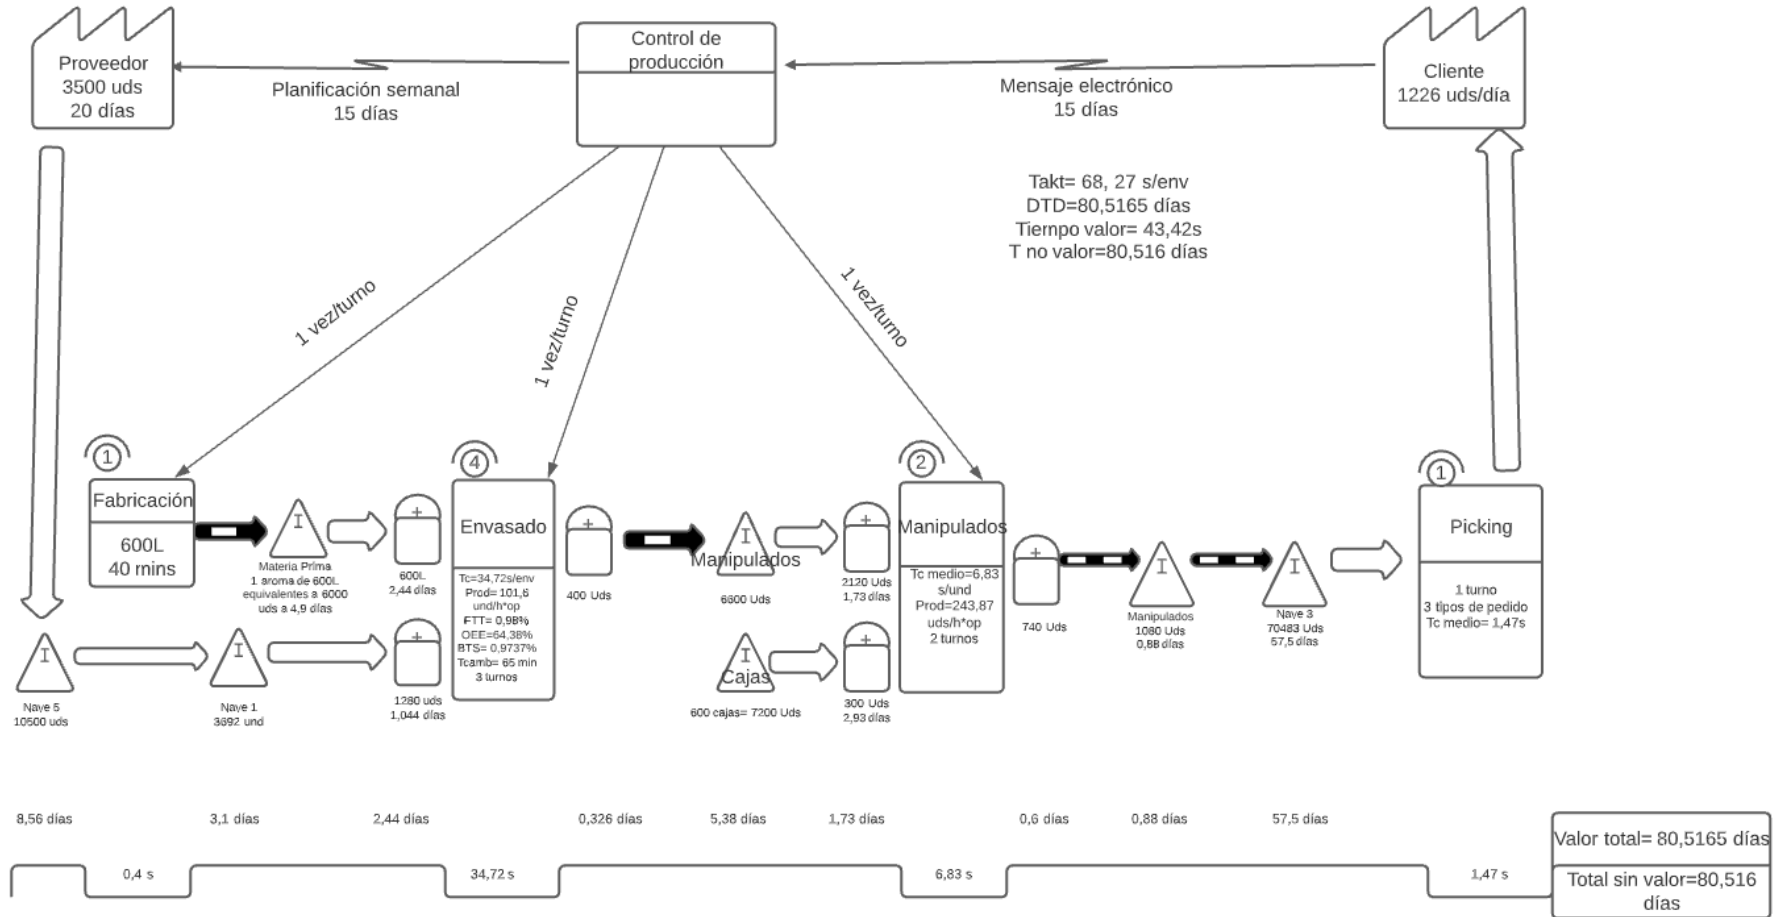 Proveedor
3500 uds
20 días
Planificación semanal
15 días
Control de
producción
Mensaje electrónico
15 días
Cliente
1226 uds/día
Takt= 68, 27 s/env
DTD=80,5165 días
Tiempo valor= 43,42s
T no valor=80,516 días
1 vez/turno
1 vez/turno
1 vez/turno
1
Fabricación
600L
40 mins
I
Materia Prima
1 aroma de 600L
equivalentes a 6000
uds a 4,9 días
+
600L
2,44 días
4
Envasado
Tc=34,72s/env
Prod= 101,6
und/h*op
FTT= 0,98%
OEE=64,38%
BTS= 0,9737%
Tcamb= 65 min
3 turnos
+
400 Uds
I
Manipulados
6600 Uds
+
2120 Uds
1,73 días
2
Manipulados
Tc medio=6,83
s/und
Prod=243,87
uds/h*op
2 turnos
+
740 Uds
I
Manipulados
1080 Uds
0,88 días
I
Nave 3
70483 Uds
57,5 días
1
Picking
1 turno
3 tipos de pedido
Tc medio= 1,47s
I
Nave 5
10500 uds
I
Nave 1
3692 und
+
1280 uds
1,044 días
I
Cajas
600 cajas= 7200 Uds
+
300 Uds
2,93 días
8,56 días
3,1 días
2,44 días
0,326 días
5,38 días
1,73 días
0,6 días
0,88 días
57,5 días
Valor total= 80,5165 días
0,4 s
34,72 s
6,83 s
1,47 s
Total sin valor=80,516
días